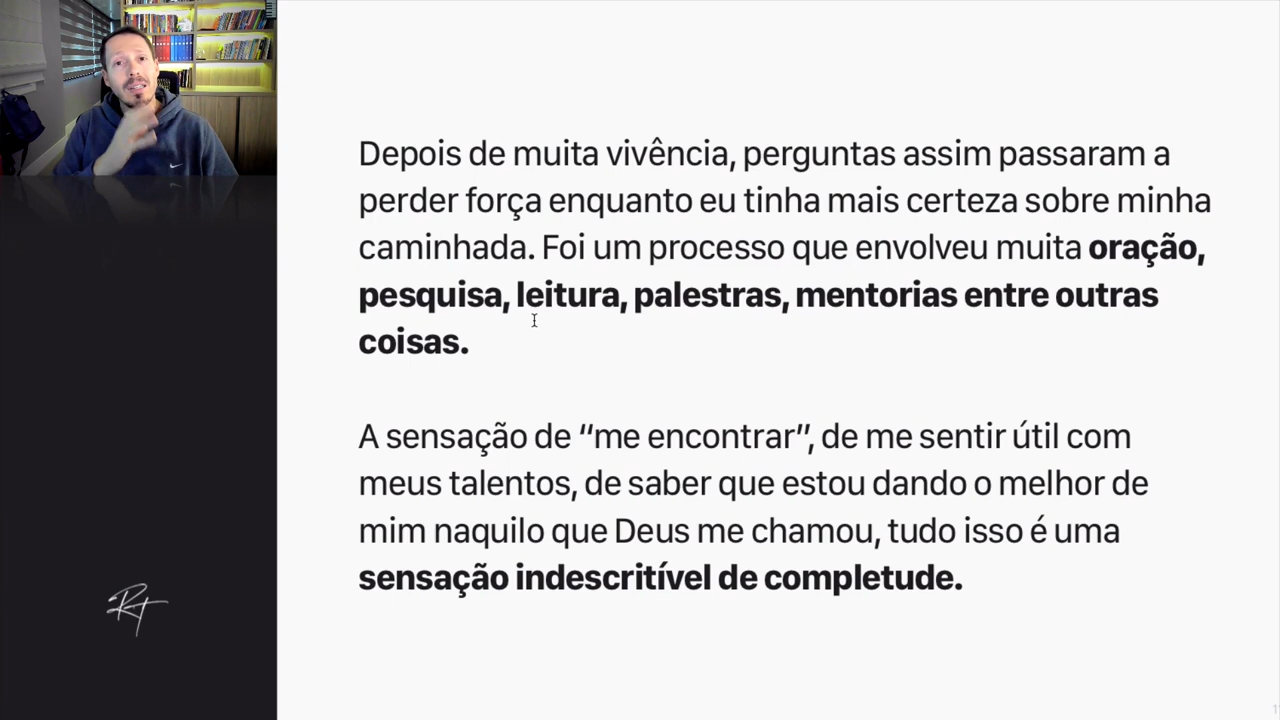 Depois de muita vivência, perguntas assim passaram a
perder força enquanto eu tinha mais certeza sobre minha
caminhada. Foi um processo que envolveu muita oração,
pesquisa, leitura, palestras, mentorias entre outras
coisas.
A sensação de “me encontrar”, de me sentir útil com
meus talentos, de saber que estou dando o melhor de
mim naquilo que Deus me chamou, tudo isso é uma
sensação indescritível de completude.
RT